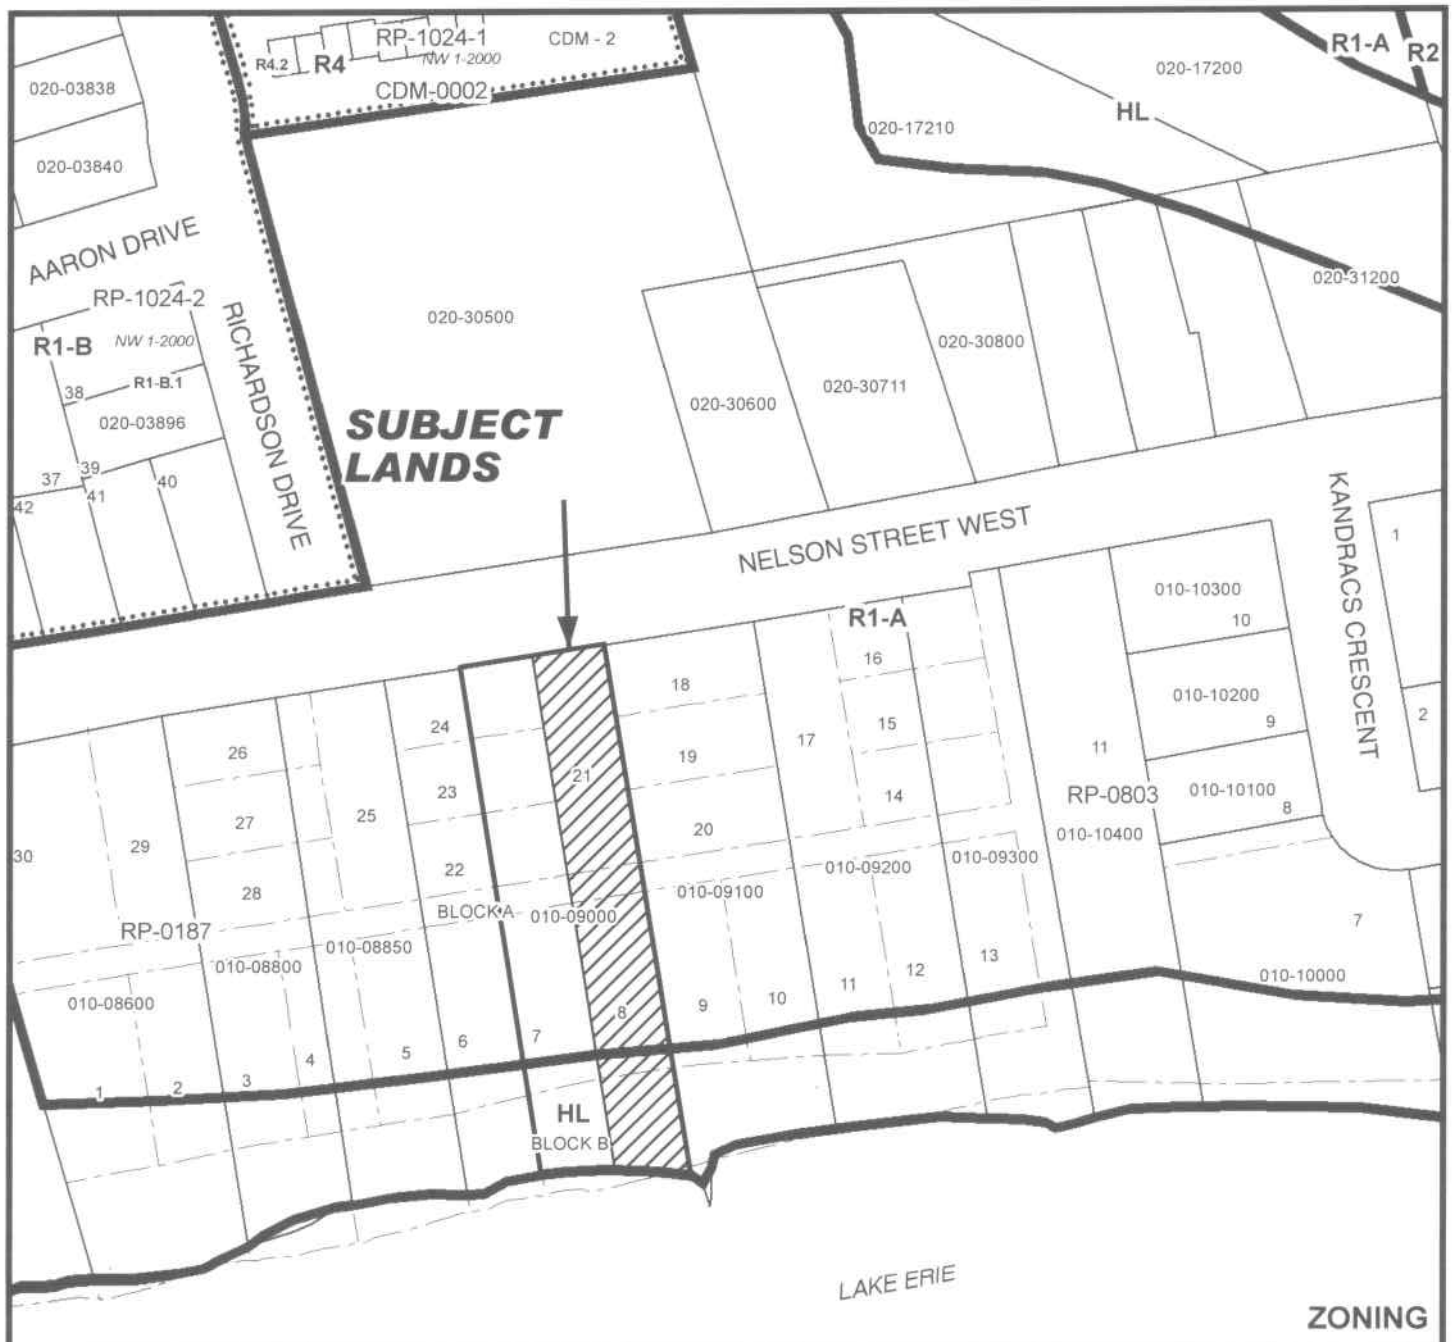 RP-1024-1
CDM - 2
R4.2
R4
NW 1-2000
CDM-0002
R1-A
R2
020-17200
HL
020-17210
020-03838
020-03840
AARON DRIVE
RP-1024-2
R1-B
NW 1-2000
R1-B.1
38
020-03896
37
39
40
41
42
RICHARDSON DRIVE
020-30500
020-31200
020-30800
020-30711
020-30600
SUBJECT
LANDS
NELSON STREET WEST
KANDRACS CRESCENT
1
2
010-10300
10
010-10200
9
010-10100
8
R1-A
16
15
14
17
18
19
20
21
24
23
22
25
26
27
28
29
30
11
RP-0803
010-10400
010-09300
010-09200
010-09100
010-09000
BLOCK A
010-08850
010-08800
RP-0187
010-08600
7
010-10000
1
2
3
4
5
6
7
8
9
10
11
12
13
HL
BLOCK B
LAKE ERIE
ZONING